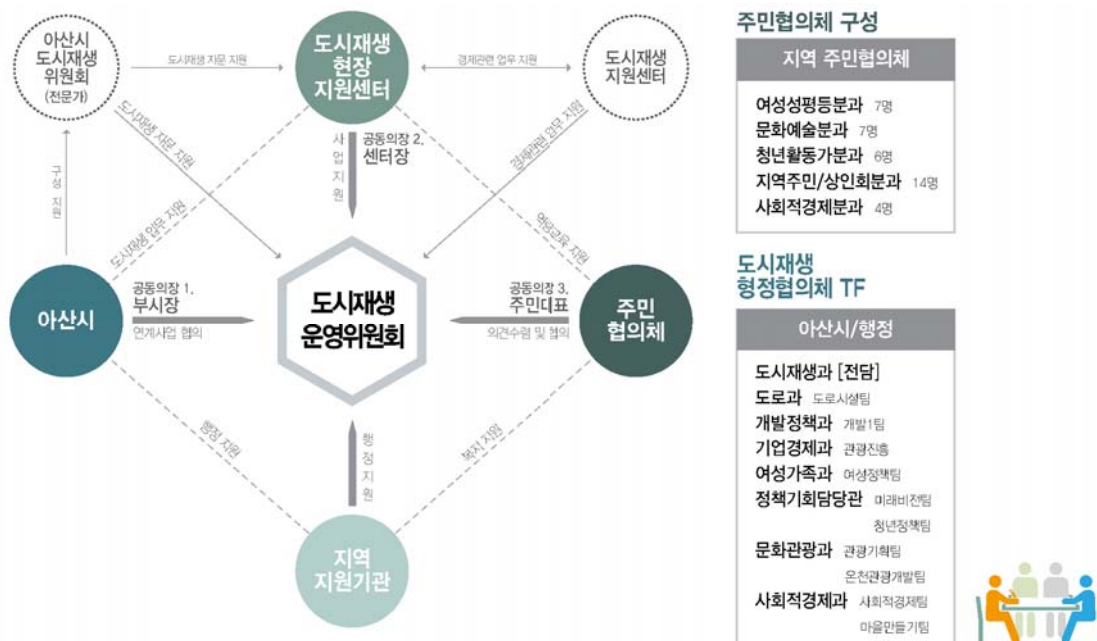 아산시
도시재생
위원회
(전문가)
도시재생 자문 지원
도시재생
현장
지원센터
경제관련 업무 지원
도시재생
지원센터
도시재생 자문 지원
사업지원
공동의장 2.
센터장
경제관련 업무 지원
구성 지원
도시재생 업무 지원
역량교육 지원
아산시
공동의장 1.
부시장
연계사업 협의
도시재생
운영위원회
공동의장 3.
주민대표
의견수렴 및 협의
주민
협의체
행정 지원
행정지원
복지 지원
지역
지원기관
주민협의체 구성
지역 주민협의체
여성성평등분과 7명
문화예술분과 7명
청년활동가분과 6명
지역주민/상인회분과 14명
사회적경제분과 4명
도시재생
형정협의체 TF
아산시/행정
도시재생과 [전담]
도로과 도로시설팀
개발정책과 개발1팀
기업경제과 관광진흥
여성가족과 여성정책팀
정책기회담당관 미래비전팀
청년정책팀
문화관광과 관광기획팀
온천관광개발팀
사회적경제과 사회적경제팀
마을만들기팀